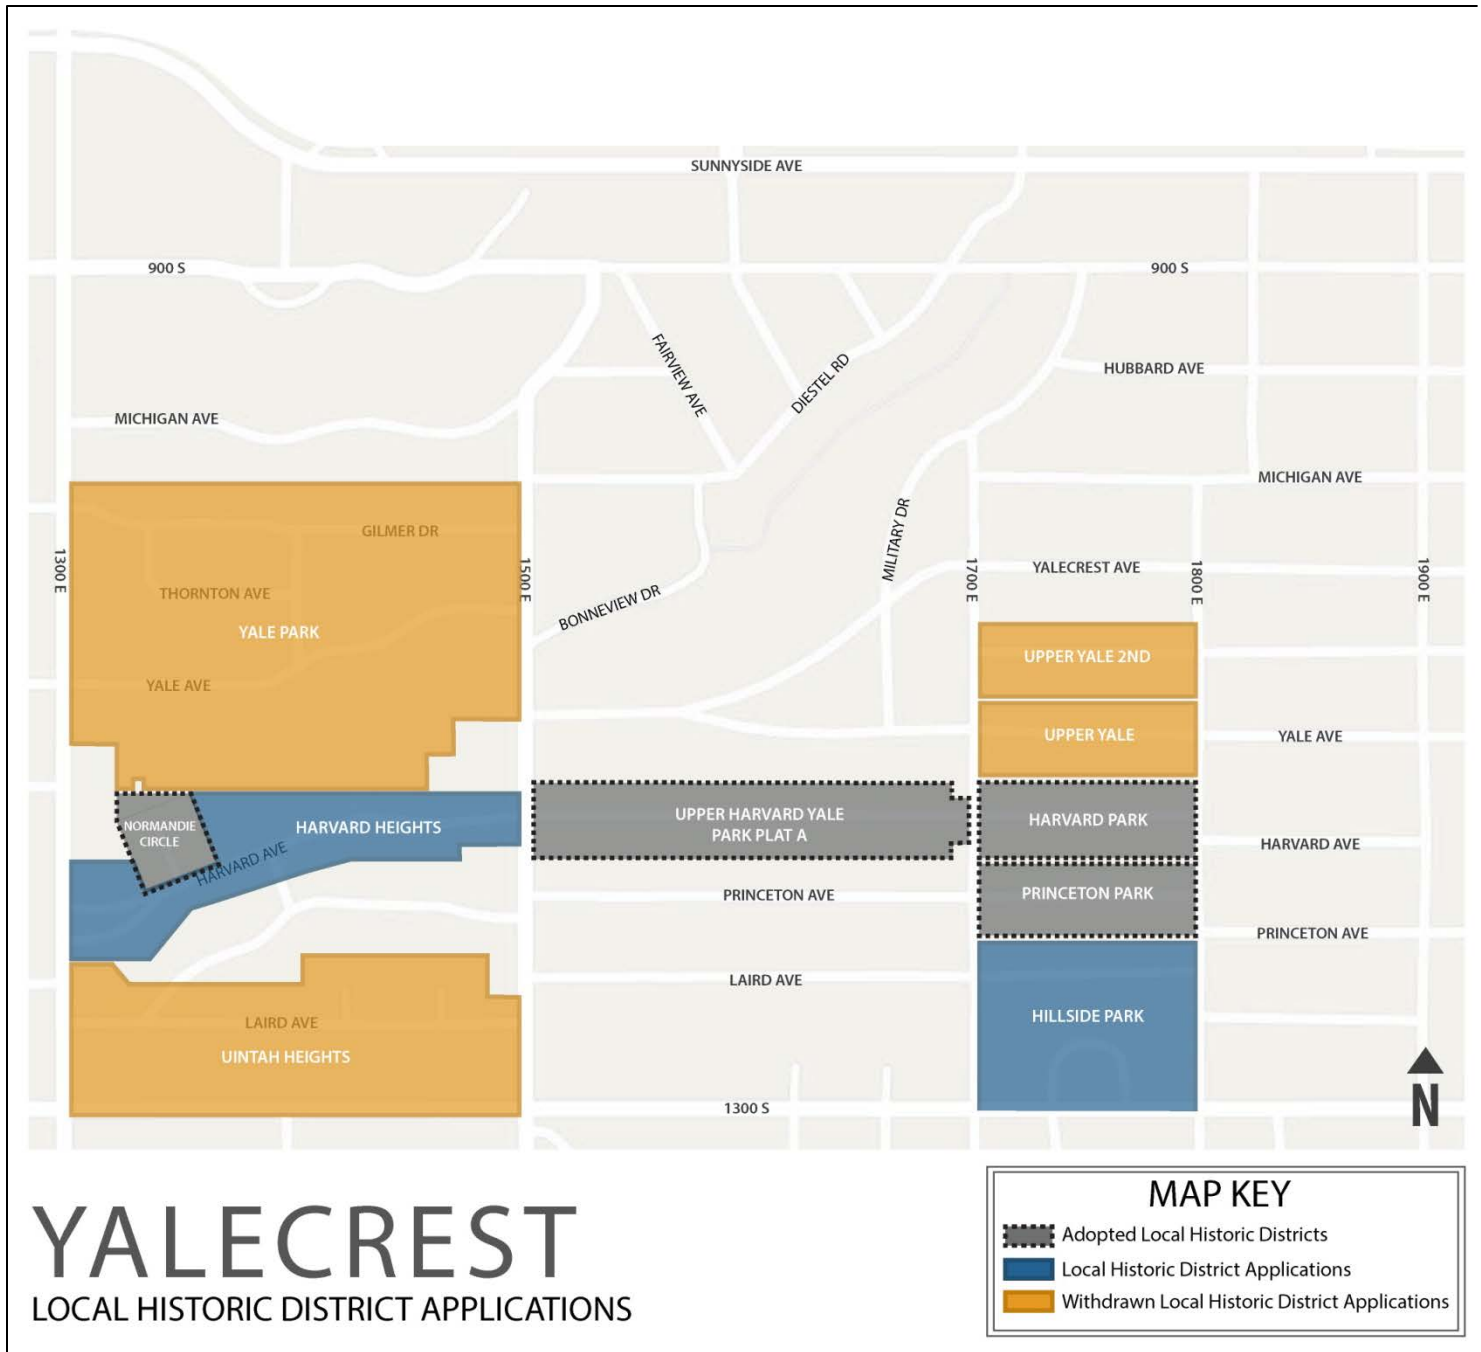 SUNNYSIDE AVE
900 S
900 S
FAIRVIEW AVE
DIESTEL RD
HUBBARD AVE
MICHIGAN AVE
MICHIGAN AVE
MILITARY DR
GILMER DR
1300 E
1500 E
1700 E
1800 E
1900 E
YALECREST AVE
THORNTON AVE
BONNEVIEW DR
YALE PARK
UPPER YALE 2ND
YALE AVE
UPPER YALE
YALE AVE
NORMANDIE
CIRCLE
HARVARD HEIGHTS
UPPER HARVARD YALE
PARK PLAT A
HARVARD PARK
HARVARD AVE
HARVARD AVE
PRINCETON AVE
PRINCETON PARK
PRINCETON AVE
LAIRD AVE
LAIRD AVE
HILLSIDE PARK
UINTAH HEIGHTS
1300 S
N
YALECREST
LOCAL HISTORIC DISTRICT APPLICATIONS
MAP KEY
Adopted Local Historic Districts
Local Historic District Applications
Withdrawn Local Historic District Applications